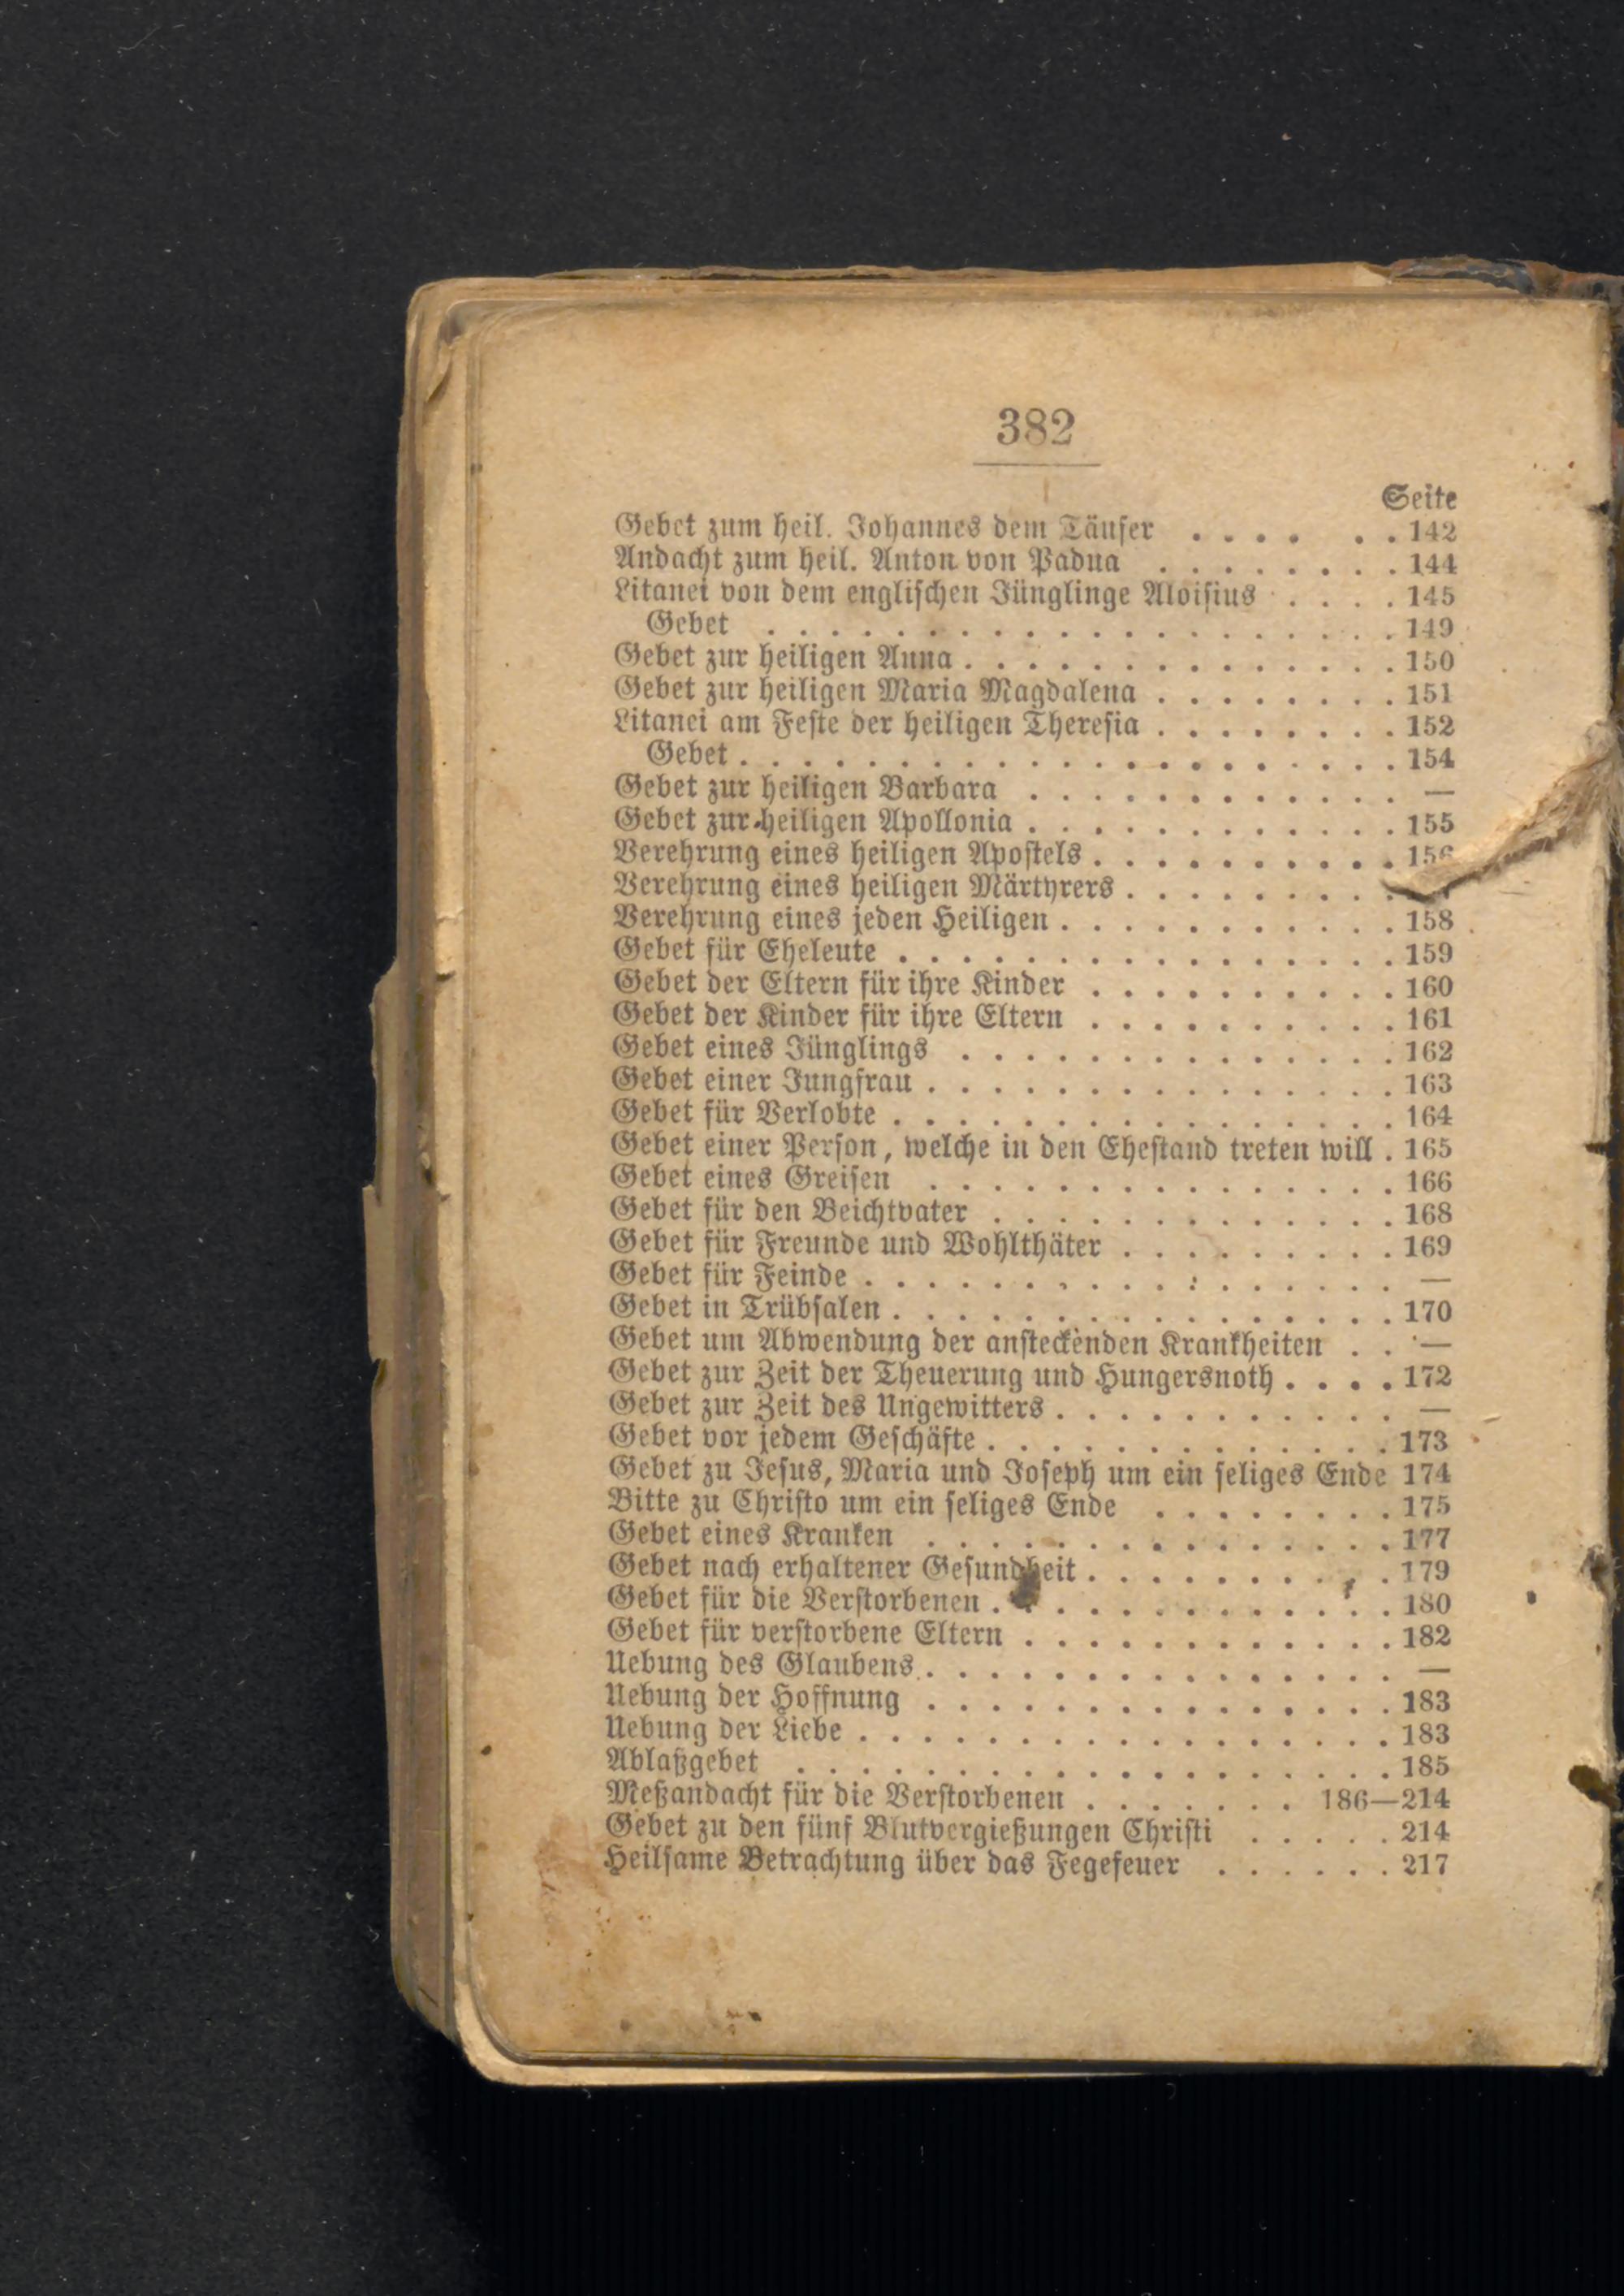 382
Seite
Gebet zum heil. Johannes dem Täufer . . . . . . 142
Andacht zum heil. Anton von Padua . . . . . . . . 144
Litanei von dem englischen Jünglinge Aloisius . . . . 145
Gebet . . . . . . . . . . . . . . . . . . . . 149
Gebet zur heiligen Anna . . . . . . . . . . . . . . 150
Gebet zur heiligen Maria Magdalena . . . . . . . . 151
Litanei am Feste der heiligen Theresia . . . . . . . . 152
Gebet . . . . . . . . . . . . . . . . . . . . . 154
Gebet zur heiligen Barbara . . . . . . . . . . . . —
Gebet zur heiligen Apollonia . . . . . . . . . . . . 155
Verehrung eines heiligen Apostels . . . . . . . . . . 156
Verehrung eines heiligen Märtyrers . . . . . . . . .
Verehrung eines jeden Heiligen . . . . . . . . . . . 158
Gebet für Eheleute . . . . . . . . . . . . . . . . 159
Gebet der Eltern für ihre Kinder . . . . . . . . . . 160
Gebet der Kinder für ihre Eltern . . . . . . . . . . 161
Gebet eines Jünglings . . . . . . . . . . . . . . 162
Gebet einer Jungfrau . . . . . . . . . . . . . . . 163
Gebet für Verlobte . . . . . . . . . . . . . . . . 164
Gebet einer Person, welche in den Ehestand treten will . 165
Gebet eines Greisen . . . . . . . . . . . . . . . 166
Gebet für den Beichtvater . . . . . . . . . . . . . 168
Gebet für Freunde und Wohlthäter . . . . . . . . . 169
Gebet für Feinde . . . . . . . . . . . . . . . . . —
Gebet in Trübsalen . . . . . . . . . . . . . . . . 170
Gebet um Abwendung der ansteckenden Krankheiten . . —
Gebet zur Zeit der Theuerung und Hungersnoth . . . . 172
Gebet zur Zeit des Ungewitters . . . . . . . . . . . —
Gebet vor jedem Geschäfte . . . . . . . . . . . . . 173
Gebet zu Jesus, Maria und Joseph um ein seliges Ende 174
Bitte zu Christo um ein seliges Ende . . . . . . . . 175
Gebet eines Kranken . . . . . . . . . . . . . . . 177
Gebet nach erhaltener Gesundheit . . . . . . . . . . 179
Gebet für die Verstorbenen . . . . . . . . . . . . . 180
Gebet für verstorbene Eltern . . . . . . . . . . . . 182
Uebung des Glaubens . . . . . . . . . . . . . . . —
Uebung der Hoffnung . . . . . . . . . . . . . . . 183
Uebung der Liebe . . . . . . . . . . . . . . . . . 183
Ablaßgebet . . . . . . . . . . . . . . . . . . . 185
Meßandacht für die Verstorbenen . . . . . . . 186—214
Gebet zu den fünf Blutvergießungen Christi . . . . . 214
Heilsame Betrachtung über das Fegefeuer . . . . . . 217